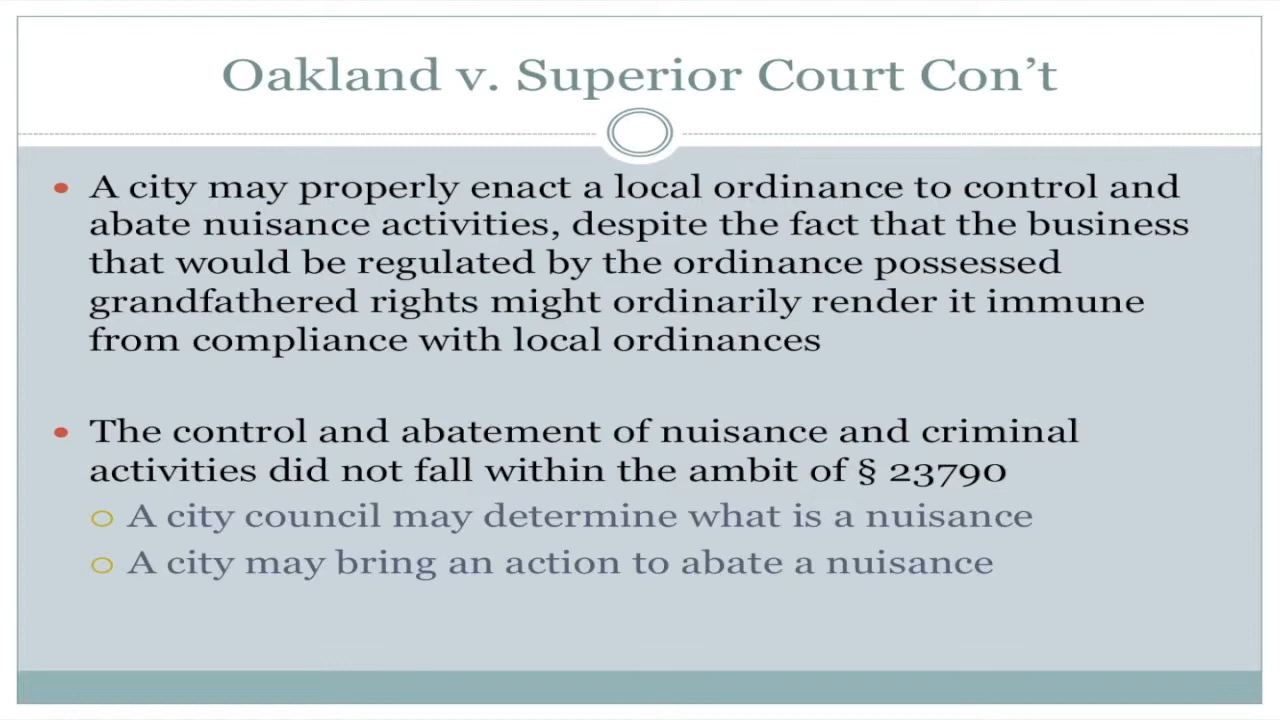 Oakland v. Superior Court Con’t
• A city may properly enact a local ordinance to control and
abate nuisance activities, despite the fact that the business
that would be regulated by the ordinance possessed
grandfathered rights might ordinarily render it immune
from compliance with local ordinances
• The control and abatement of nuisance and criminal
activities did not fall within the ambit of § 23790
○ A city council may determine what is a nuisance
○ A city may bring an action to abate a nuisance